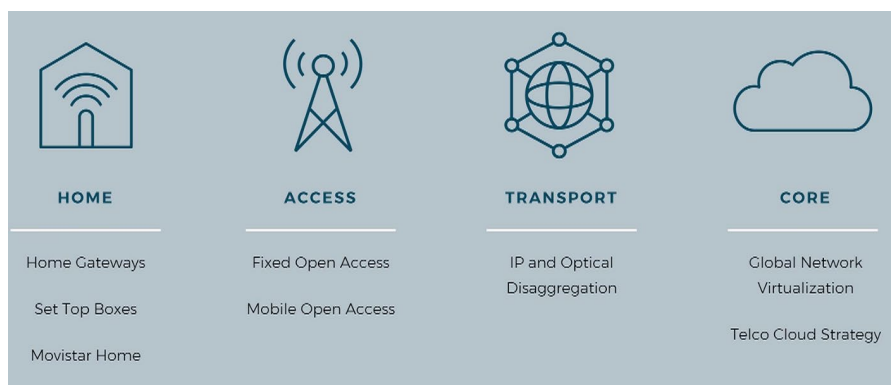 HOME
Home Gateways
Set Top Boxes
Movistar Home
ACCESS
Fixed Open Access
Mobile Open Access
TRANSPORT
IP and Optical
Disaggregation
CORE
Global Network
Virtualization
Telco Cloud Strategy